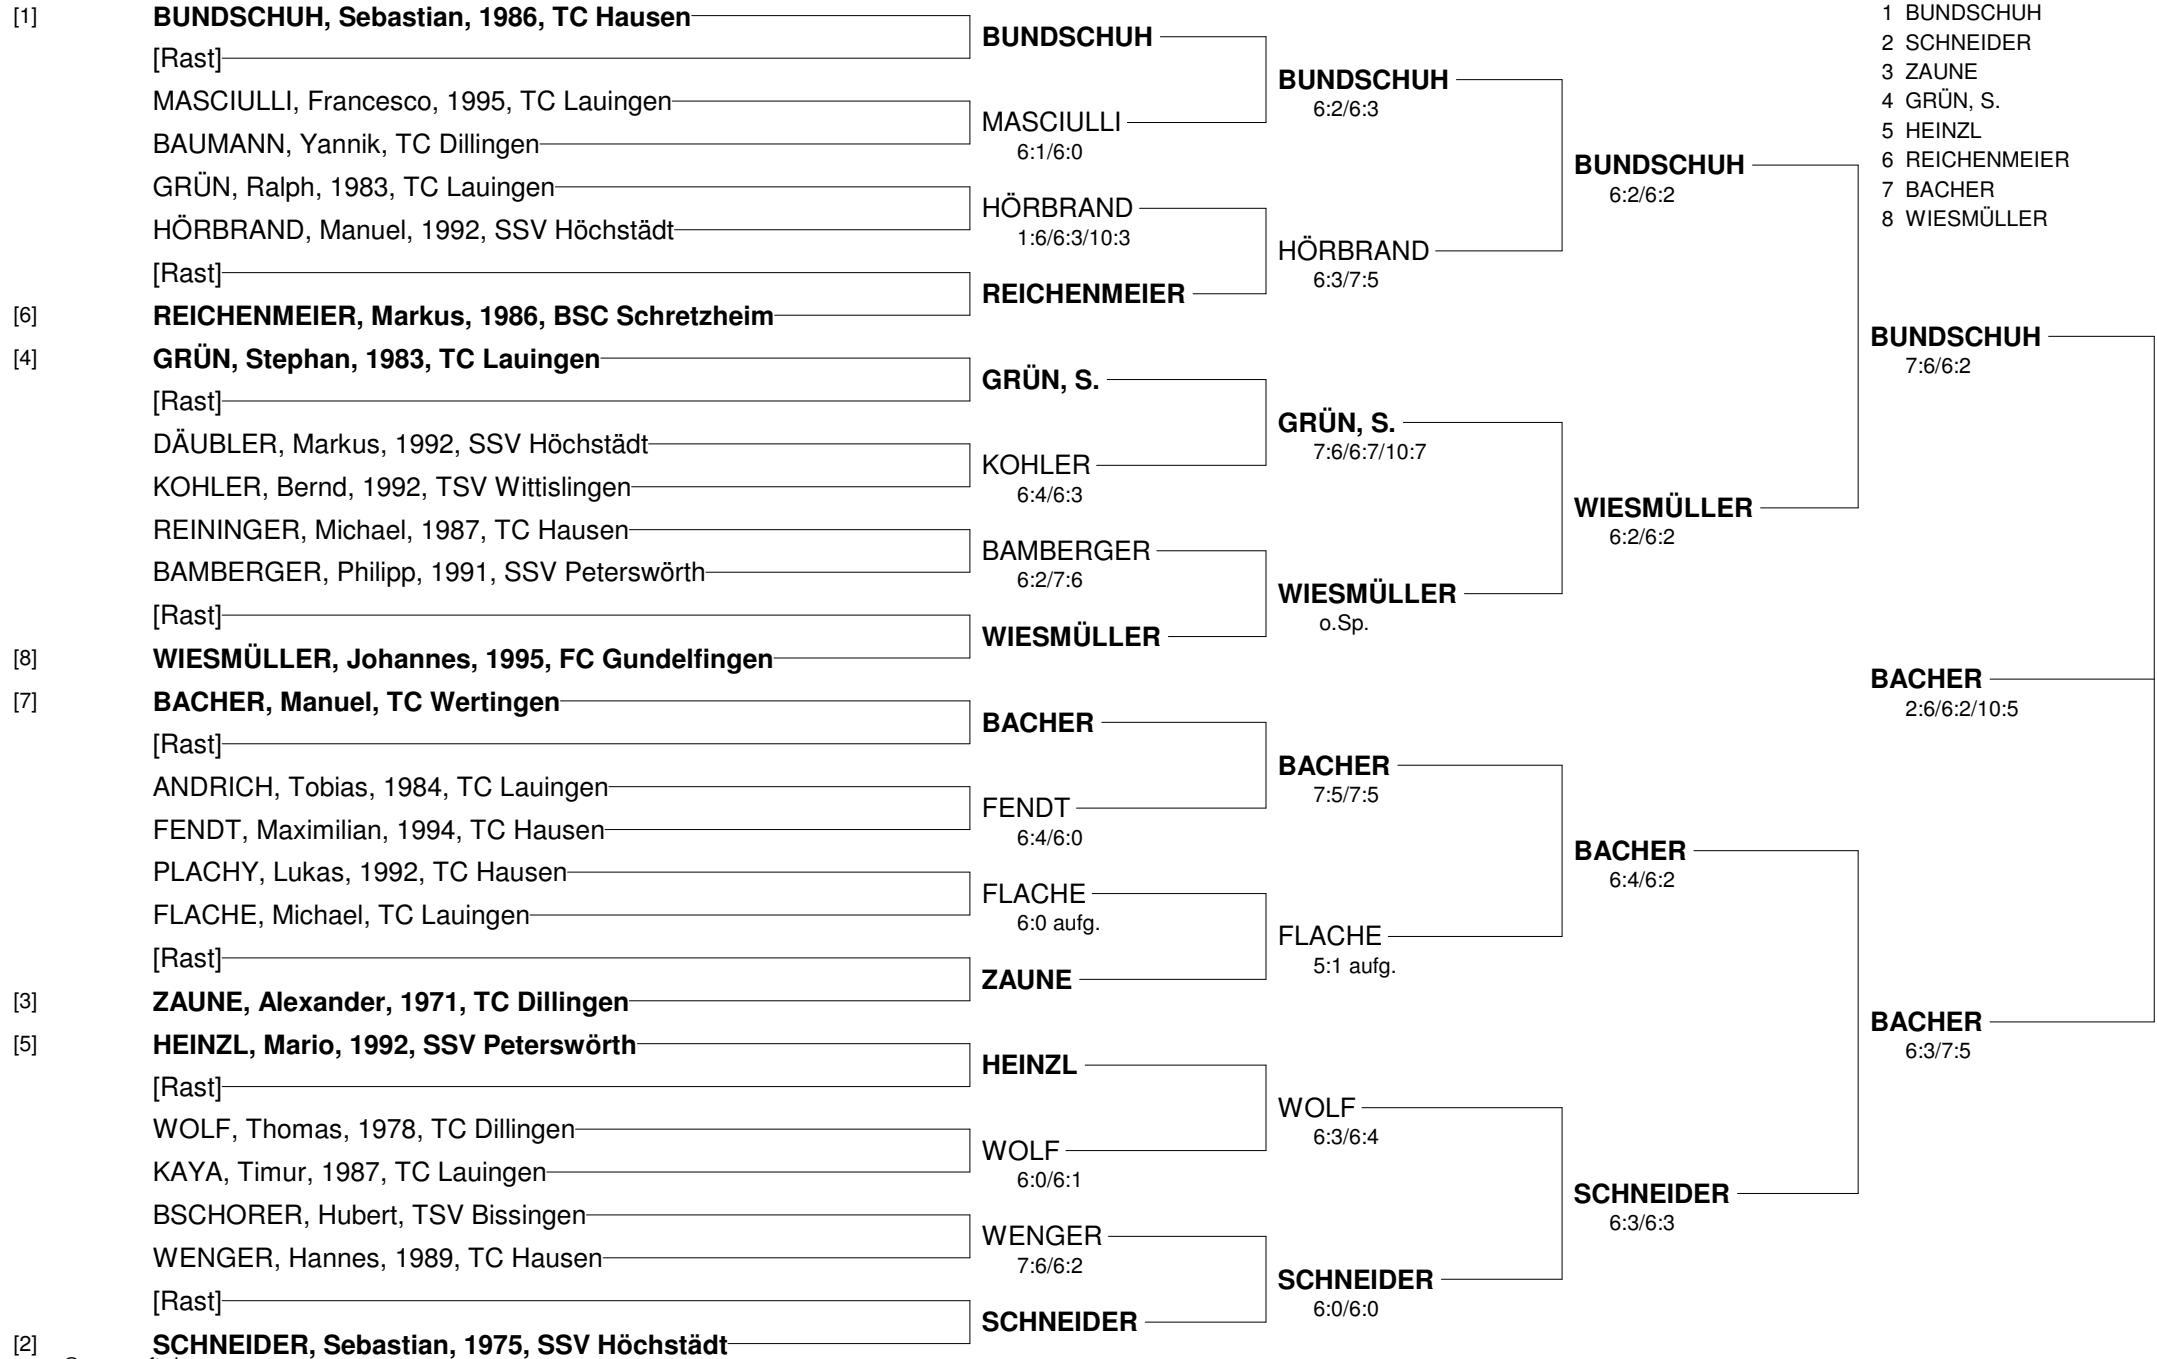 [1] BUNDSCHUH, Sebastian, 1986, TC Hausen
[Rast]
MASCIULLI, Francesco, 1995, TC Lauingen
BAUMANN, Yannik, TC Dillingen
GRÜN, Ralph, 1983, TC Lauingen
HÖRBRAND, Manuel, 1992, SSV Höchstädt
[Rast]
[6] REICHENMEIER, Markus, 1986, BSC Schretzheim
[4] GRÜN, Stephan, 1983, TC Lauingen
[Rast]
DÄUBLER, Markus, 1992, SSV Höchstädt
KOHLER, Bernd, 1992, TSV Wittislingen
REININGER, Michael, 1987, TC Hausen
BAMBERGER, Philipp, 1991, SSV Peterswörth
[Rast]
[8] WIESMÜLLER, Johannes, 1995, FC Gundelfingen
[7] BACHER, Manuel, TC Wertingen
[Rast]
ANDRICH, Tobias, 1984, TC Lauingen
FENDT, Maximilian, 1994, TC Hausen
PLACHY, Lukas, 1992, TC Hausen
FLACHE, Michael, TC Lauingen
[Rast]
[3] ZAUNE, Alexander, 1971, TC Dillingen
[5] HEINZL, Mario, 1992, SSV Peterswörth
[Rast]
WOLF, Thomas, 1978, TC Dillingen
KAYA, Timur, 1987, TC Lauingen
BSCHORER, Hubert, TSV Bissingen
WENGER, Hannes, 1989, TC Hausen
[Rast]
[2] SCHNEIDER, Sebastian, 1975, SSV Höchstädt
BUNDSCHUH
MASCIULLI
6:1/6:0
HÖRBRAND
1:6/6:3/10:3
REICHENMEIER
GRÜN, S.
KOHLER
6:4/6:3
BAMBERGER
6:2/7:6
WIESMÜLLER
BACHER
FENDT
6:4/6:0
FLACHE
6:0 aufg.
ZAUNE
HEINZL
WOLF
6:0/6:1
WENGER
7:6/6:2
SCHNEIDER
BUNDSCHUH
6:2/6:3
HÖRBRAND
6:3/7:5
GRÜN, S.
7:6/6:7/10:7
WIESMÜLLER
o.Sp.
BACHER
7:5/7:5
FLACHE
5:1 aufg.
WOLF
6:3/6:4
SCHNEIDER
6:0/6:0
BUNDSCHUH
6:2/6:2
WIESMÜLLER
6:2/6:2
BACHER
6:4/6:2
SCHNEIDER
6:3/6:3
BUNDSCHUH
7:6/6:2
BACHER
2:6/6:2/10:5
BACHER
6:3/7:5
1 BUNDSCHUH
2 SCHNEIDER
3 ZAUNE
4 GRÜN, S.
5 HEINZL
6 REICHENMEIER
7 BACHER
8 WIESMÜLLER